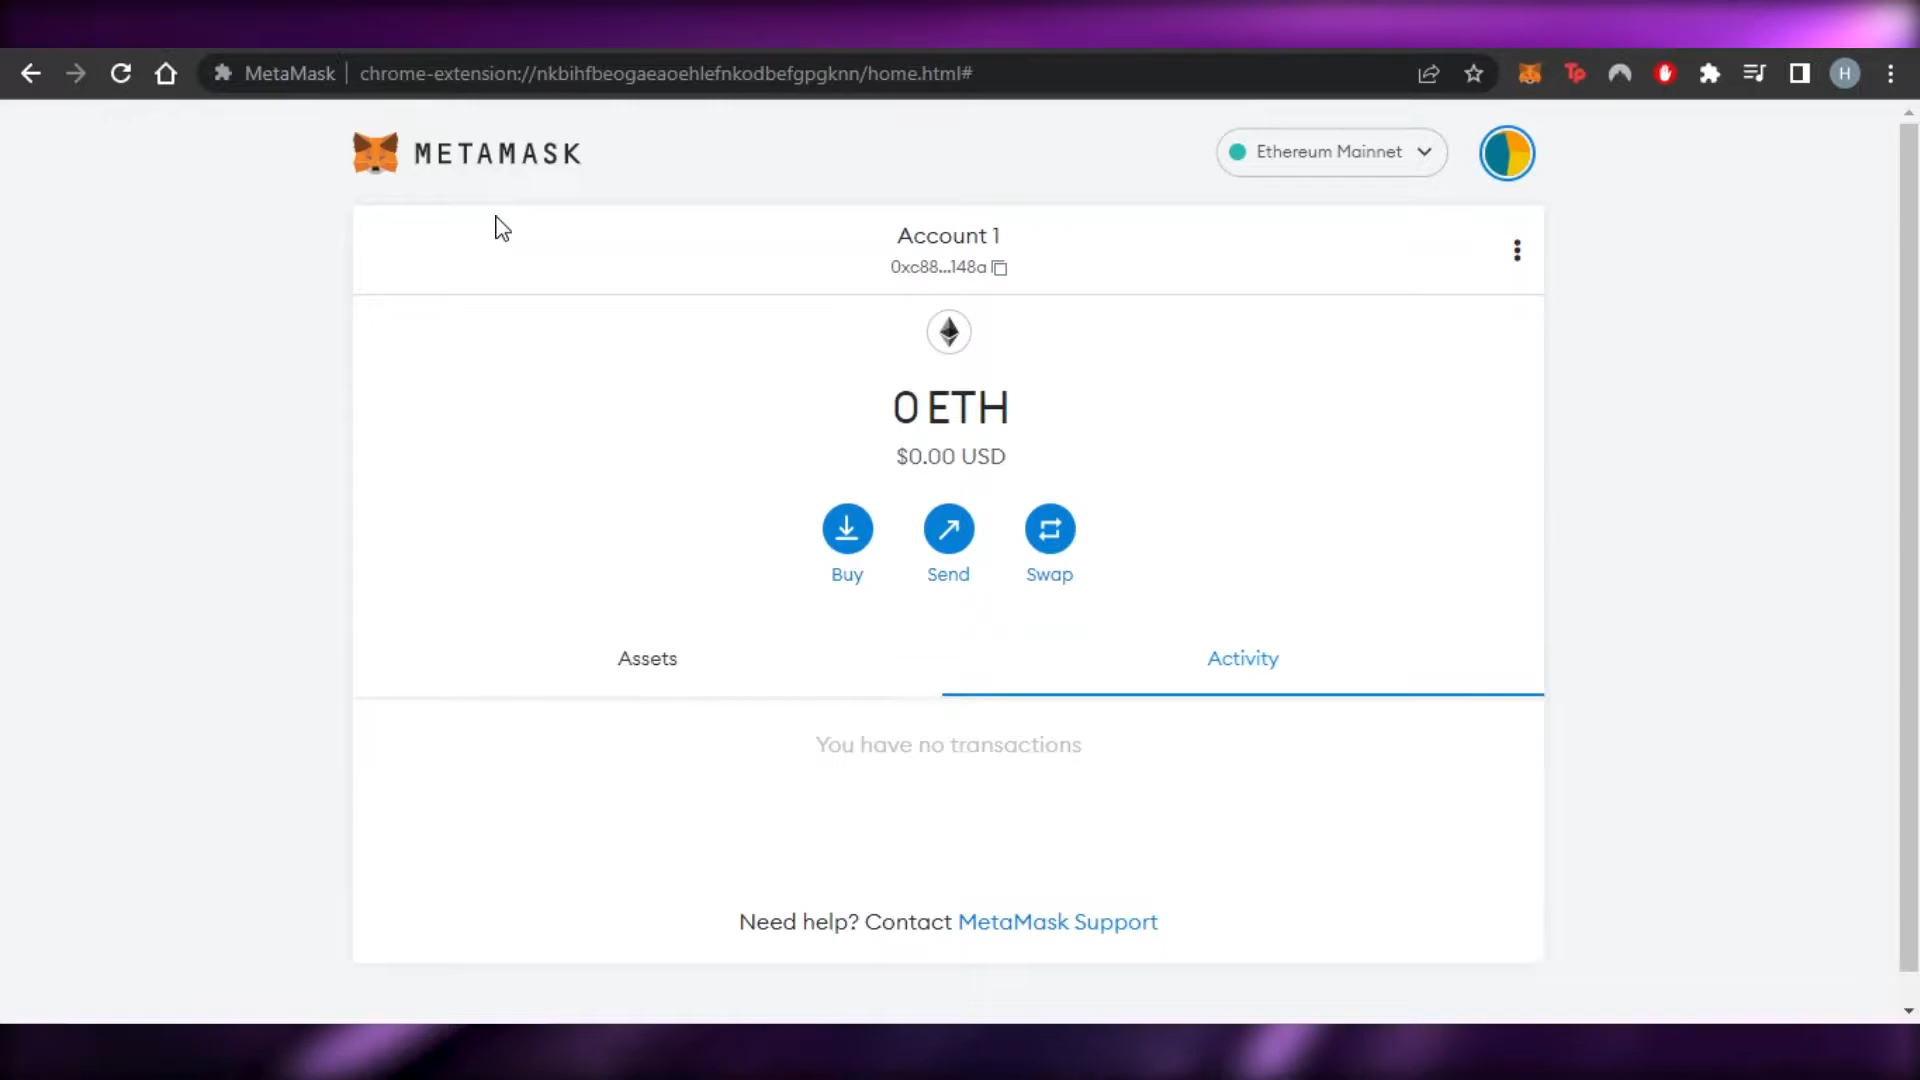 MetaMask | chrome-extension://nkbihfbeogaeaoehlefnkodbefgpgknn/home.html#
Tp
H
METAMASK
Ethereum Mainnet
Account 1
0xc88...148a
0 ETH
$0.00 USD
Buy Send Swap
Assets Activity
You have no transactions
Need help? Contact MetaMask Support